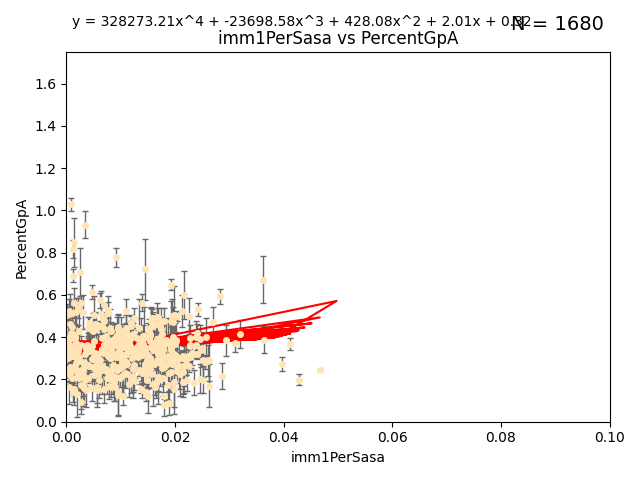 y = 328273.21x^4 + -23698.58x^3 + 428.08x^2 + 2.01x + 0.32
N = 1680
imm1PerSasa vs PercentGpA
1.6
1.4
1.2
1.0
0.8
0.6
0.4
0.2
0.0
PercentGpA
0.00 0.02 0.04 0.06 0.08 0.10
imm1PerSasa